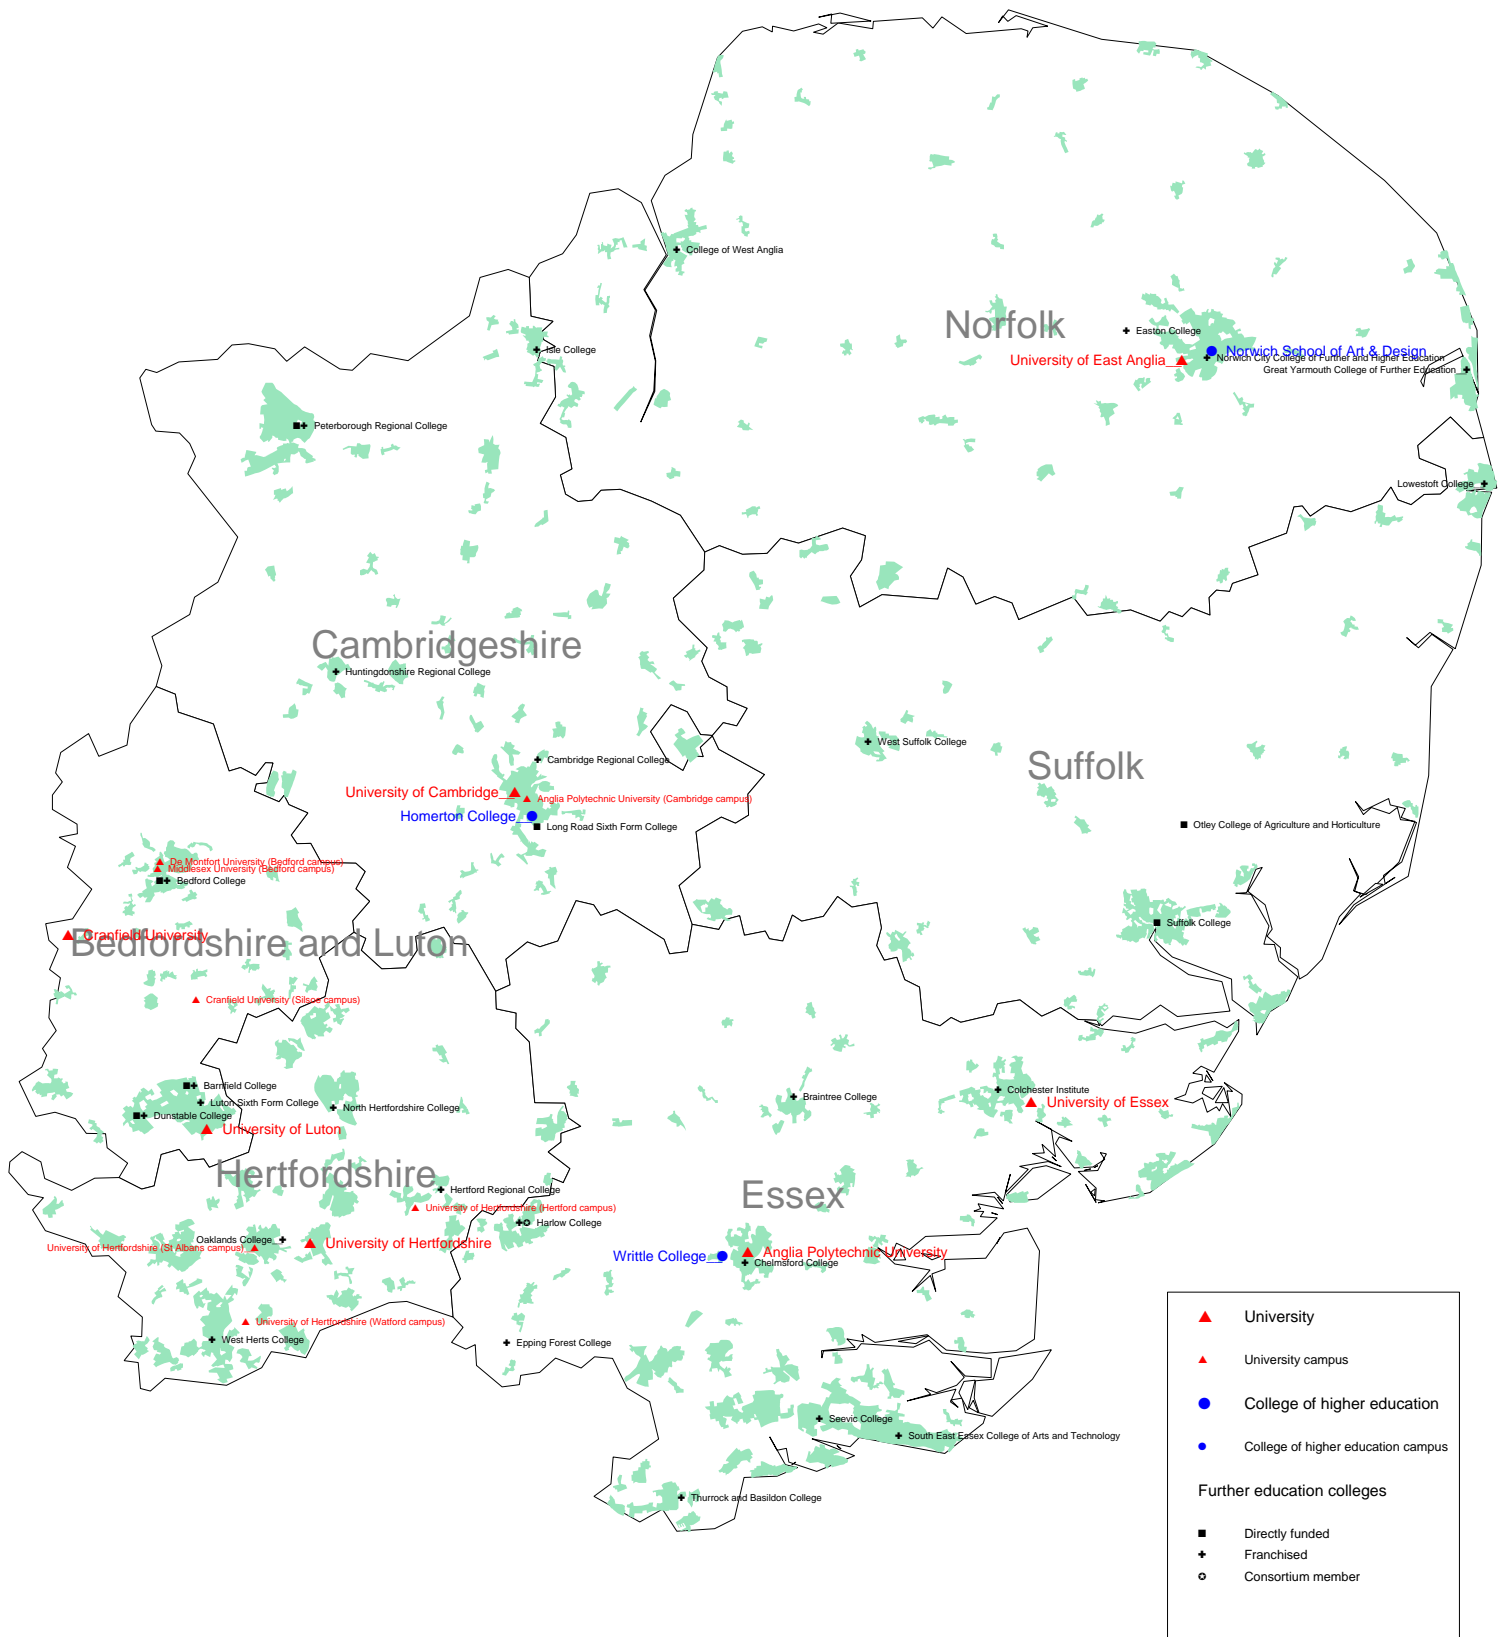 College of West Anglia
Norfolk
Easton College
Isle College
Norwich School of Art & Design
Norwich City College of Further and Higher Education
University of East Anglia
Great Yarmouth College of Further Education
Peterborough Regional College
Lowestoft College
Cambridgeshire
Huntingdonshire Regional College
West Suffolk College
Cambridge Regional College
Suffolk
University of Cambridge
Anglia Polytechnic University (Cambridge campus)
Homerton College
Long Road Sixth Form College
Otley College of Agriculture and Horticulture
De Montfort University (Bedford campus)
Middlesex University (Bedford campus)
Bedford College
Suffolk College
Cranfield University
Bedfordshire and Luton
Cranfield University (Silsoe campus)
Barnfield College
Colchester Institute
Braintree College
Luton Sixth Form College
University of Essex
North Hertfordshire College
Dunstable College
University of Luton
Hertfordshire
Hertford Regional College
Essex
University of Hertfordshire (Hertford campus)
Harlow College
Oaklands College
University of Hertfordshire
University of Hertfordshire (St Albans campus)
Anglia Polytechnic University
Writtle College
Chelmsford College
University of Hertfordshire (Watford campus)
West Herts College
Epping Forest College
Seevic College
South East Essex College of Arts and Technology
Thurrock and Basildon College
University
University campus
College of higher education
College of higher education campus
Further education colleges
Directly funded
Franchised
Consortium member